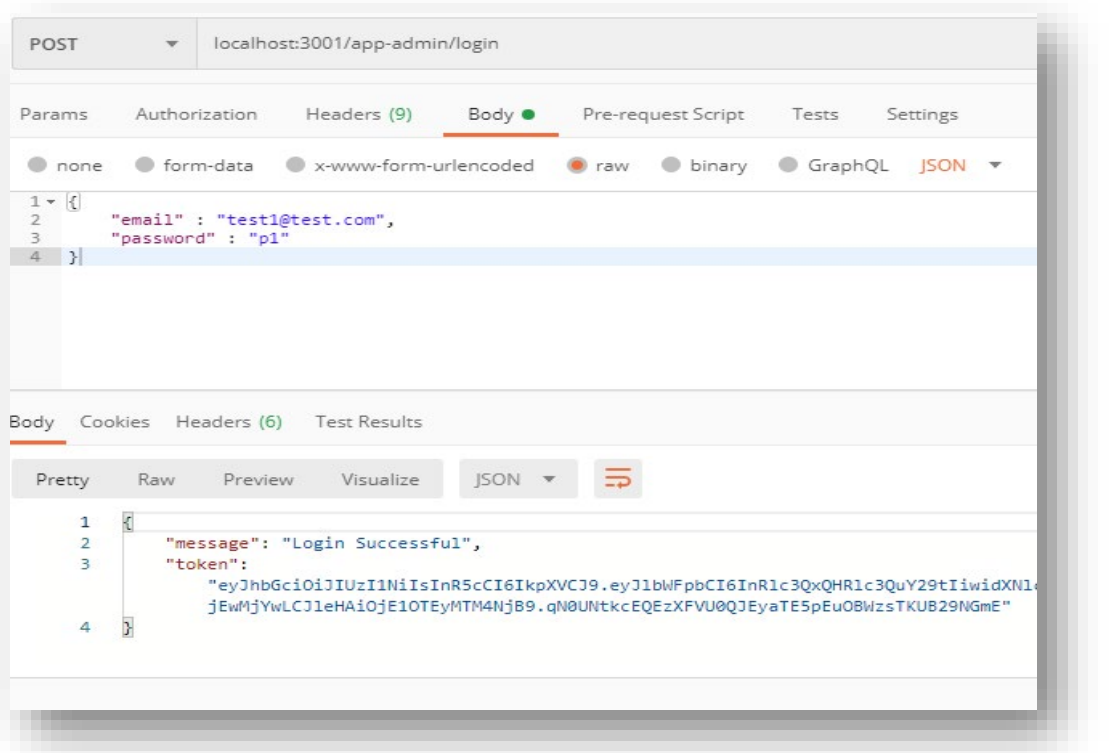 POST localhost:3001/app-admin/login
Params Authorization Headers (9) Body Pre-request Script Tests Settings
none form-data x-www-form-urlencoded raw binary GraphQL JSON
1 {
2 "email" : "test1@test.com",
3 "password" : "p1"
4 }
Body Cookies Headers (6) Test Results
Pretty Raw Preview Visualize JSON
1 {
2 "message": "Login Successful",
3 "token":
"eyJhbGciOiJIUzI1NiIsInR5cCI6IkpXVCJ9.eyJlbWFpbCI6InRlc3QxQHRlc3QuY29tIiwidXNl
jEwMjYwLCJleHAiOjE1OTEyMTM4NjB9.qN0UNtkcEQEzXFVU0QJEyaTE5pEuOBWzsTKUB29NGmE"
4 }